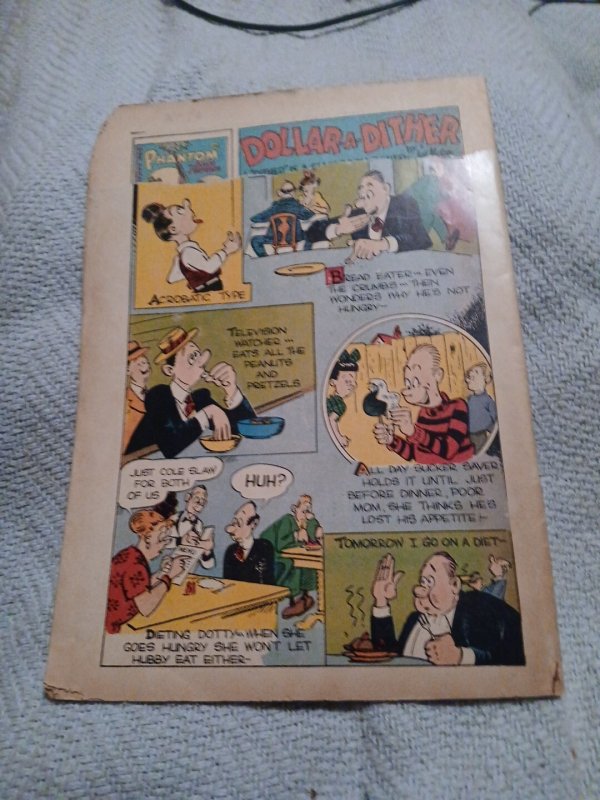 PHANTOM
DOLLAR-A-DITHER
ACROBATIC TYPE
BREAD EATER -- EVEN
THE CRUMBS -- THEN
WONDERS WHY HE'S NOT
HUNGRY-
TELEVISION
WATCHER --
EATS ALL THE
PEANUTS
AND
PRETZELS
ALL DAY SUCKER SAVER
HOLDS IT UNTIL JUST
BEFORE DINNER, POOR
MOM, SHE THINKS HE'S
LOST HIS APPETITE!-
JUST COLE SLAW
FOR BOTH
OF US
HUH?
MENU
DIETING DOTTY -- WHEN SHE
GOES HUNGRY SHE WON'T LET
HUBBY EAT EITHER-
TOMORROW I GO ON A DIET-